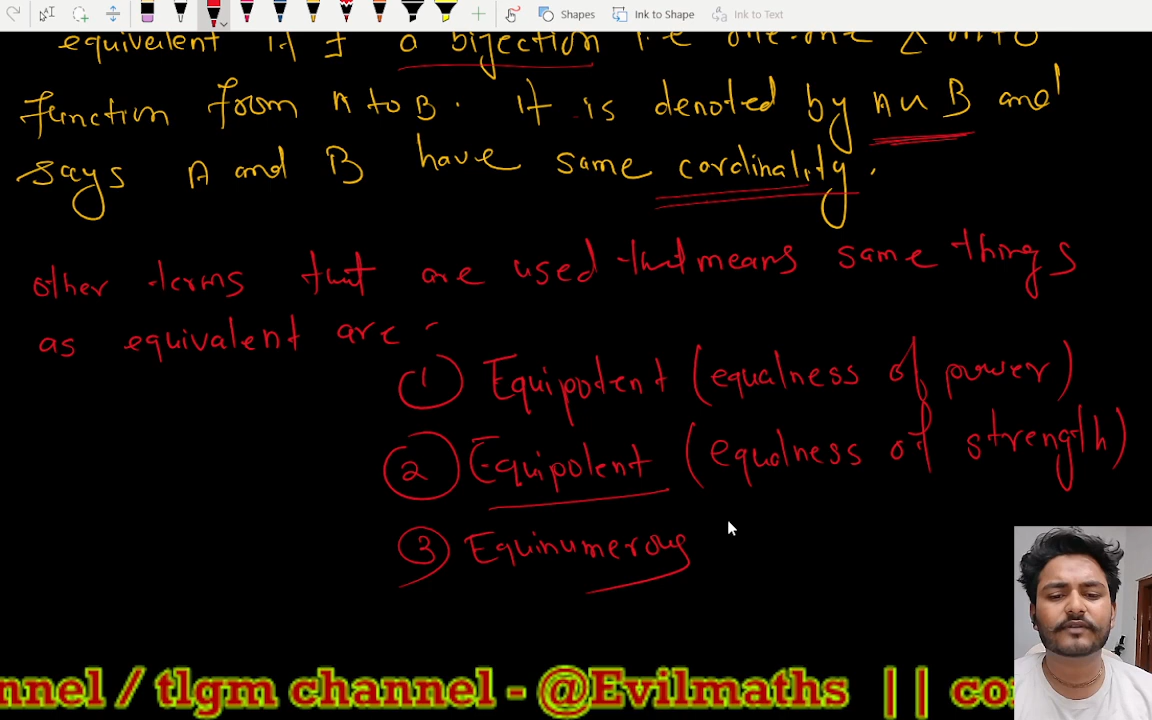 Shapes Ink to Shape Ink to Text
equivalent if ∃ a bijection i.e one-one & onto
function from A to B. It is denoted by A ∪ B and
says A and B have same cordinality.
other terms that are used that means same things
as equivalent are -
① Equipotent (equalness of power)
② Equipolent (equalness of strength)
③ Equinumerous
nnel / tlgm channel - @Evilmaths || co